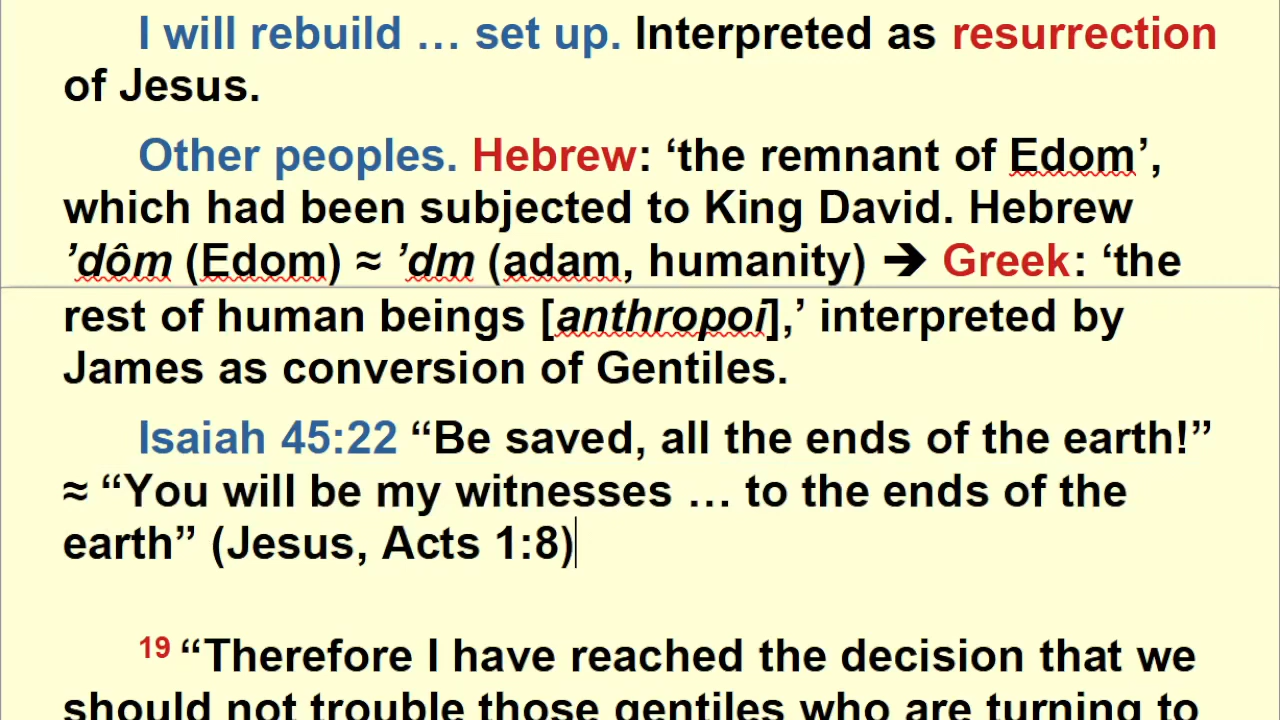 I will rebuild … set up. Interpreted as resurrection
of Jesus.
Other peoples. Hebrew: ‘the remnant of Edom’,
which had been subjected to King David. Hebrew
’dôm (Edom) ≈ ’dm (adam, humanity) 🡲 Greek: ‘the
rest of human beings [anthropoi],’ interpreted by
James as conversion of Gentiles.
Isaiah 45:22 “Be saved, all the ends of the earth!”
≈ “You will be my witnesses … to the ends of the
earth” (Jesus, Acts 1:8)
19 “Therefore I have reached the decision that we
should not trouble those gentiles who are turning to